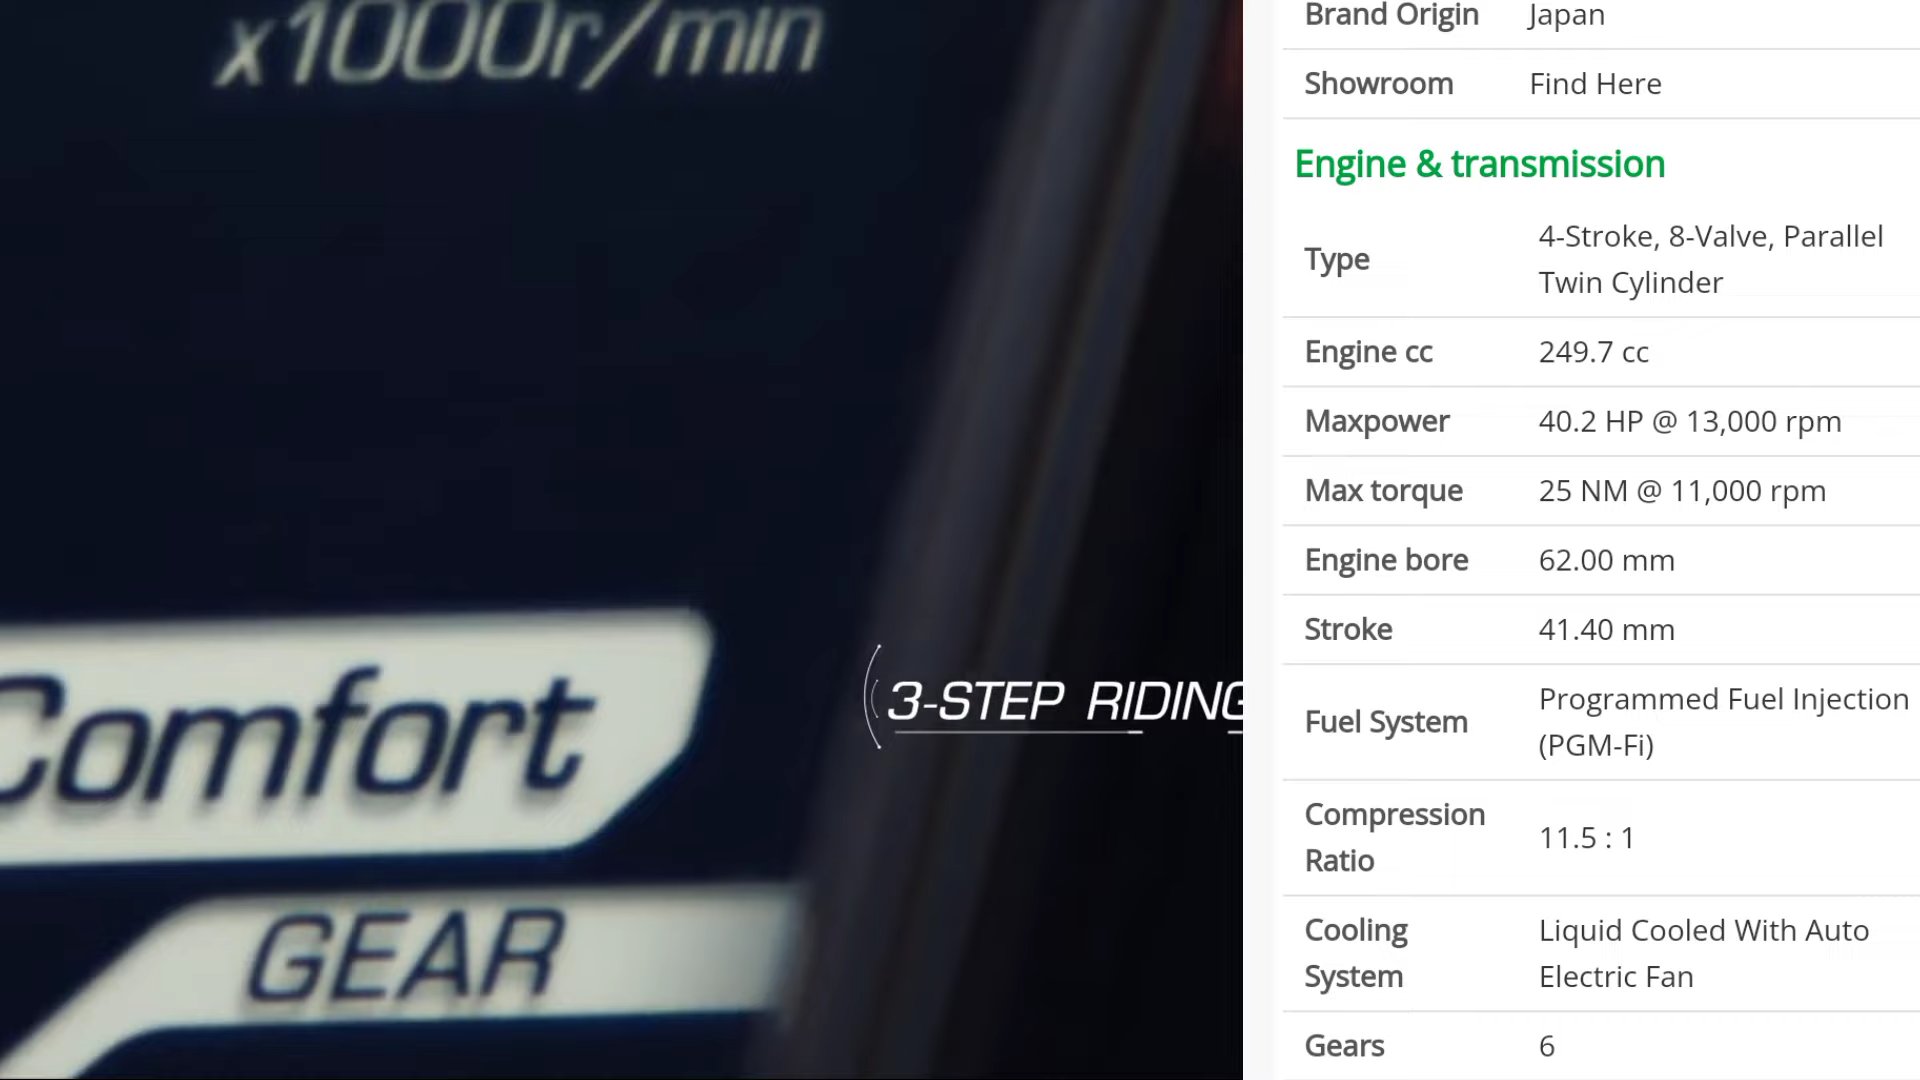 x1000r/min
Comfort
GEAR
3-STEP RIDING
Brand Origin Japan
Showroom Find Here
Engine & transmission
Type 4-Stroke, 8-Valve, Parallel
Twin Cylinder
Engine cc 249.7 cc
Maxpower 40.2 HP @ 13,000 rpm
Max torque 25 NM @ 11,000 rpm
Engine bore 62.00 mm
Stroke 41.40 mm
Fuel System Programmed Fuel Injection
(PGM-Fi)
Compression
Ratio 11.5 : 1
Cooling
System Liquid Cooled With Auto
Electric Fan
Gears 6